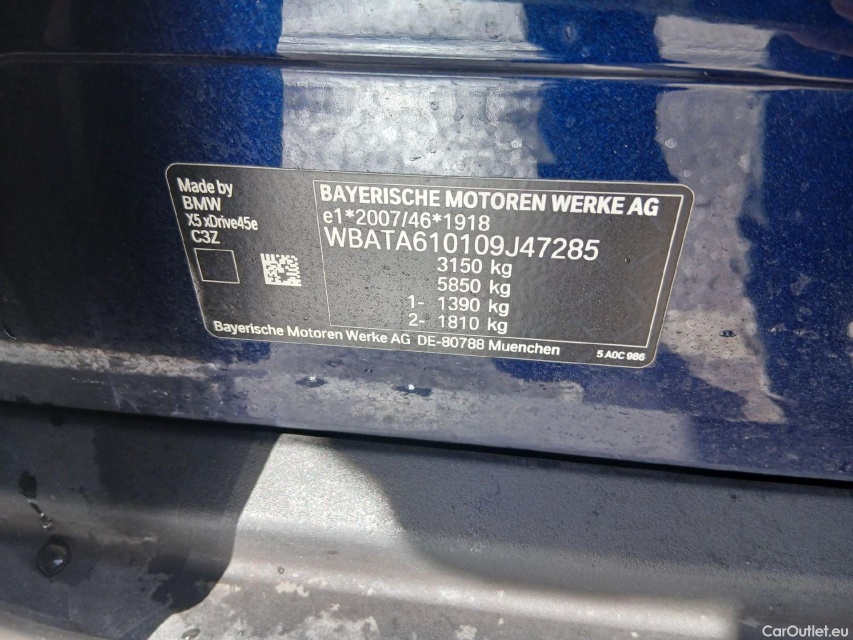 Made by
BMW
X5 xDrive45e
C3Z
BAYERISCHE MOTOREN WERKE AG
e1*2007/46*1918
WBATA610109J47285
3150 kg
5850 kg
1- 1390 kg
2- 1810 kg
Bayerische Motoren Werke AG DE-80788 Muenchen
5 A0C 986
CarOutlet.eu